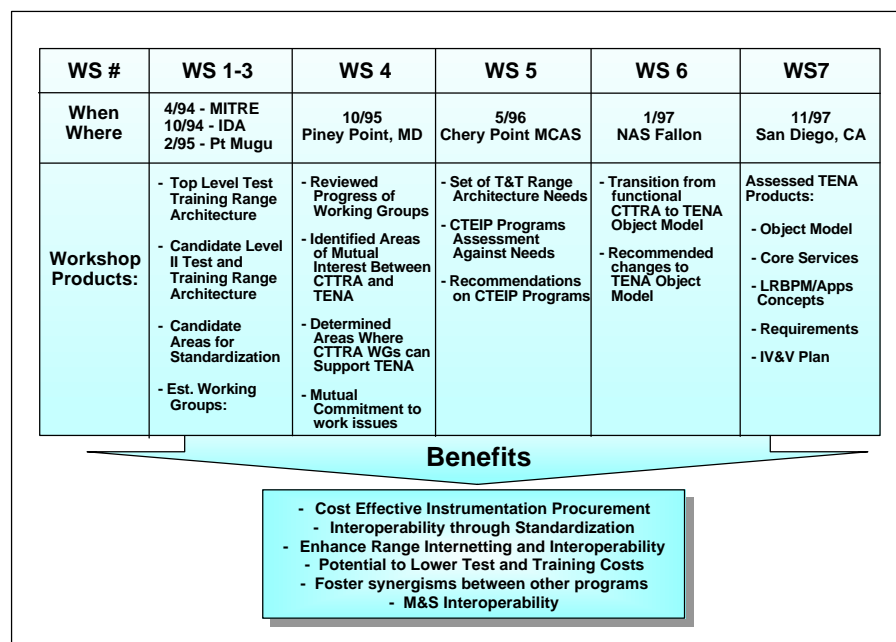 WS #
WS 1-3
WS 4
WS 5
WS 6
WS7
When
Where
4/94 - MITRE
10/94 - IDA
2/95 - Pt Mugu
10/95
Piney Point, MD
5/96
Chery Point MCAS
1/97
NAS Fallon
11/97
San Diego, CA
Workshop
Products:
- Top Level Test
Training Range
Architecture
- Candidate Level
II Test and
Training Range
Architecture
- Candidate
Areas for
Standardization
- Est. Working
Groups:
- Reviewed
Progress of
Working Groups
- Identified Areas
of Mutual
Interest Between
CTTRA and
TENA
- Determined
Areas Where
CTTRA WGs can
Support TENA
- Mutual
Commitment to
work issues
- Set of T&T Range
Architecture Needs
- CTEIP Programs
Assessment
Against Needs
- Recommendations
on CTEIP Programs
- Transition from
functional
CTTRA to TENA
Object Model
- Recommended
changes to
TENA Object
Model
Assessed TENA
Products:
- Object Model
- Core Services
- LRBPM/Apps
Concepts
- Requirements
- IV&V Plan
Benefits
- Cost Effective Instrumentation Procurement
- Interoperability through Standardization
- Enhance Range Internetting and Interoperability
- Potential to Lower Test and Training Costs
- Foster synergisms between other programs
- M&S Interoperability